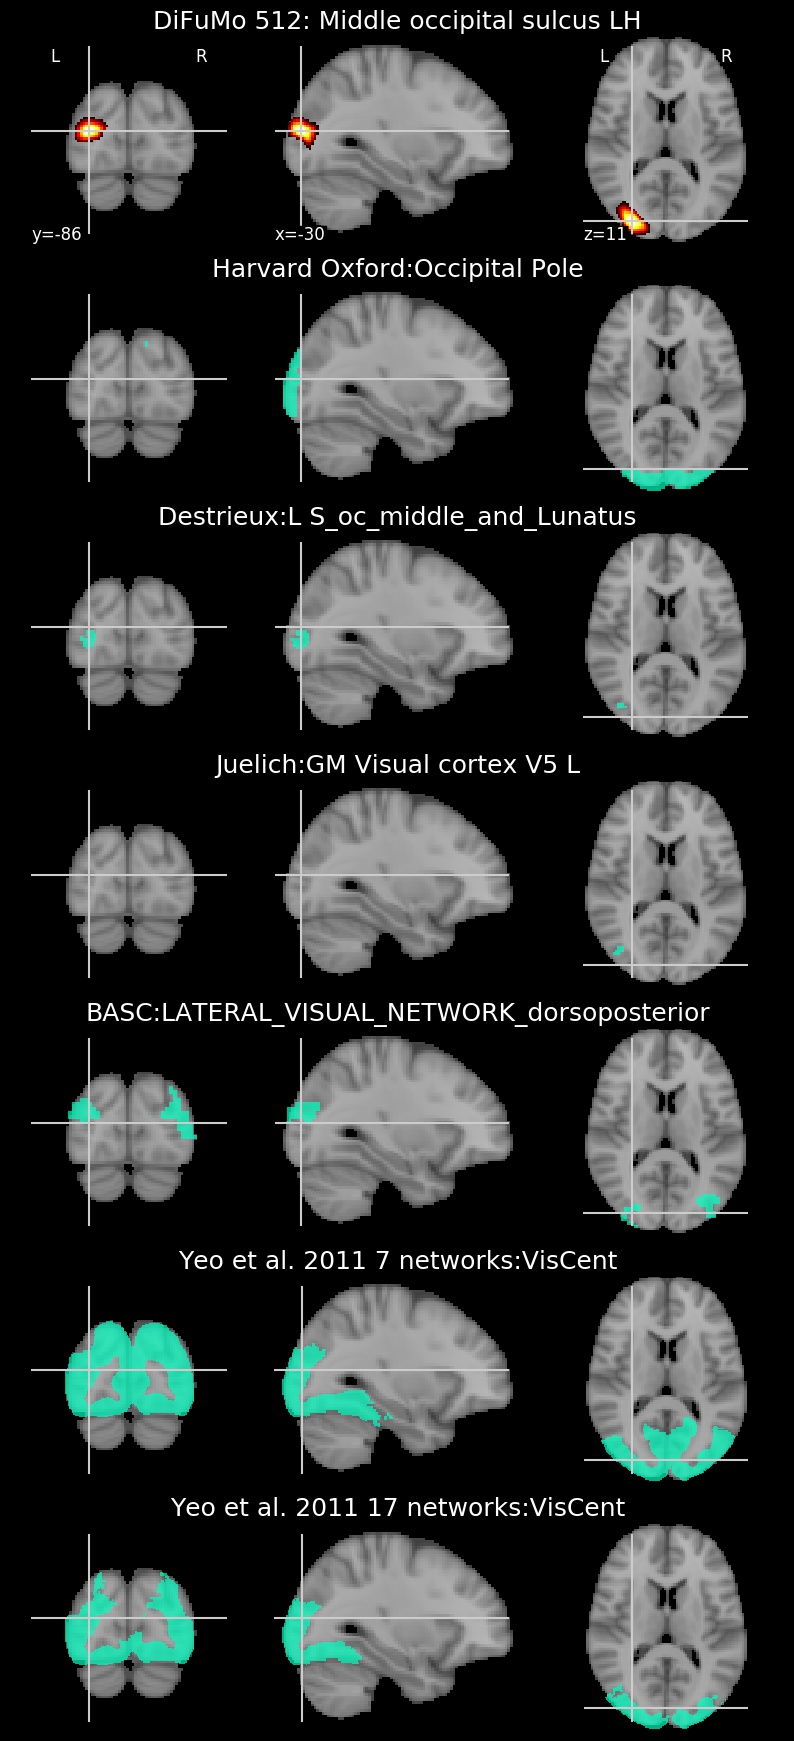 DiFuMo 512: Middle occipital sulcus LH
L R L R
y=-86 x=-30 z=11
Harvard Oxford:Occipital Pole
Destrieux:L S_oc_middle_and_Lunatus
Juelich:GM Visual cortex V5 L
BASC:LATERAL_VISUAL_NETWORK_dorsoposterior
Yeo et al. 2011 7 networks:VisCent
Yeo et al. 2011 17 networks:VisCent